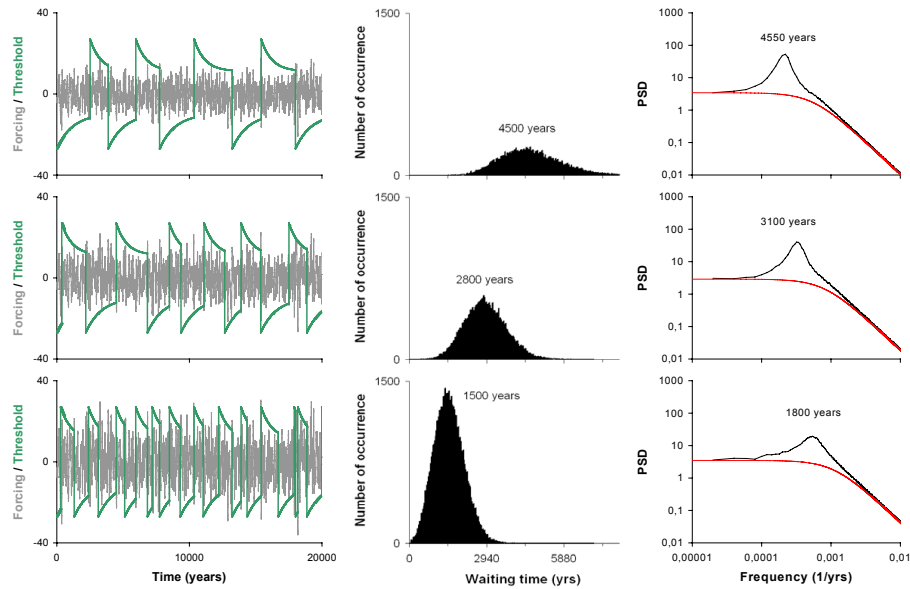 40
0
-40
Forcing / Threshold
1500
0
Number of occurrence
4500 years
1000
100
10
1
0,1
0,01
PSD
4550 years
40
0
-40
Forcing / Threshold
1500
0
Number of occurrence
2800 years
1000
100
10
1
0,1
0,01
PSD
3100 years
40
0
-40
Forcing / Threshold
0
10000
20000
Time (years)
1500
0
Number of occurrence
1500 years
0
2940
5880
Waiting time (yrs)
1000
100
10
1
0,1
0,01
PSD
1800 years
0,00001
0,0001
0,001
0,01
Frequency (1/yrs)